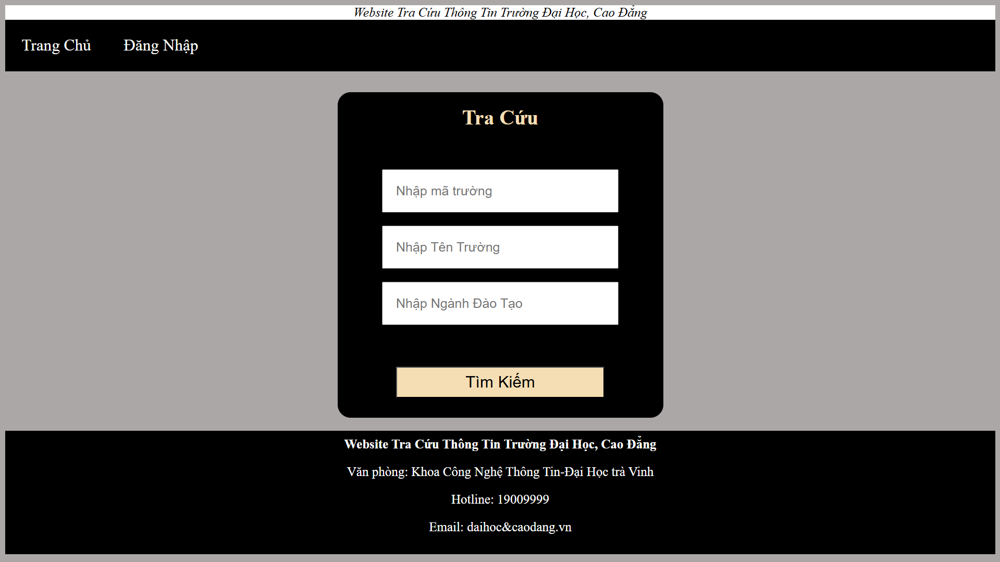 Website Tra Cứu Thông Tin Trường Đại Học, Cao Đẳng
Trang Chủ Đăng Nhập
Tra Cứu
Nhập mã trường
Nhập Tên Trường
Nhập Ngành Đào Tạo
Tìm Kiếm
Website Tra Cứu Thông Tin Trường Đại Học, Cao Đẳng
Văn phòng: Khoa Công Nghệ Thông Tin-Đại Học trà Vinh
Hotline: 19009999
Email: daihoc&caodang.vn